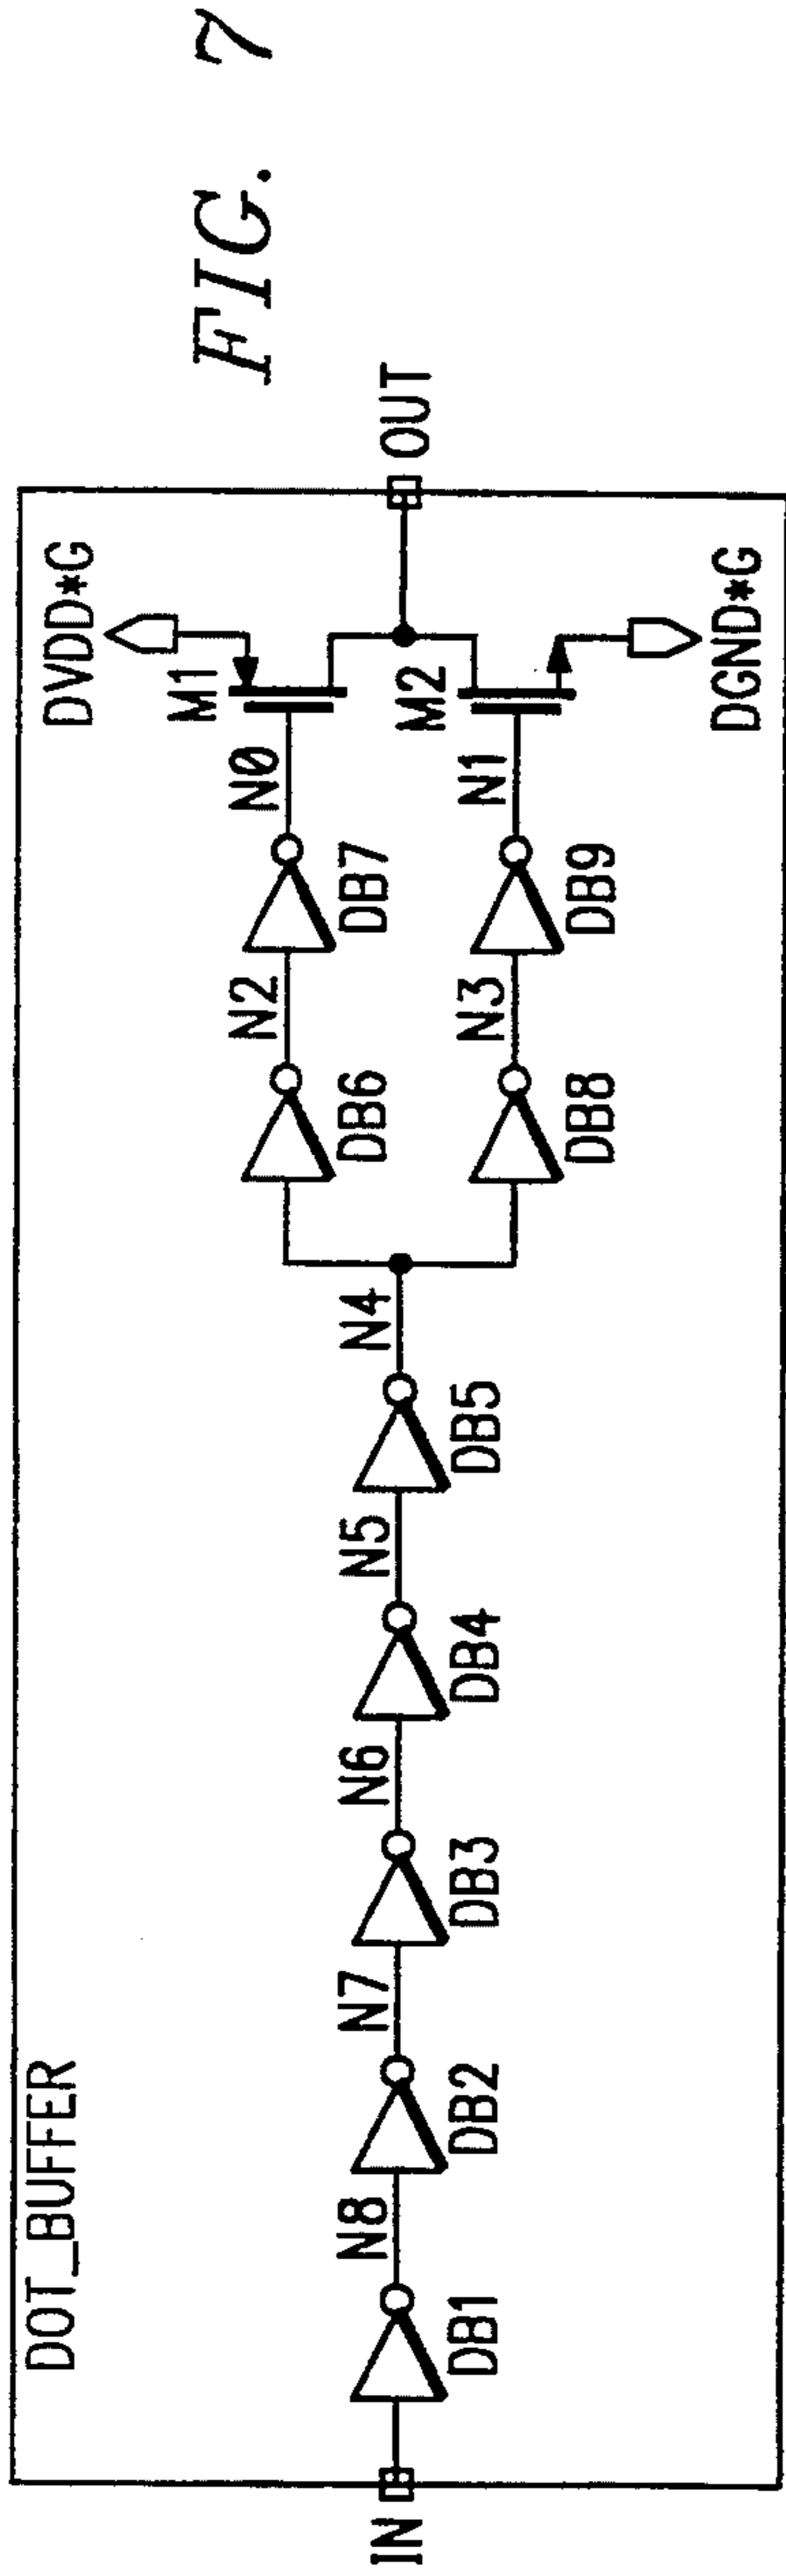 FIG. 7
DOT_BUFFER
DVDD*G
M1
N2
N0
DB6
DB7
IN
N8
N7
N6
N5
N4
OUT
DB1
DB2
DB3
DB4
DB5
M2
N3
N1
DB8
DB9
DGND*G